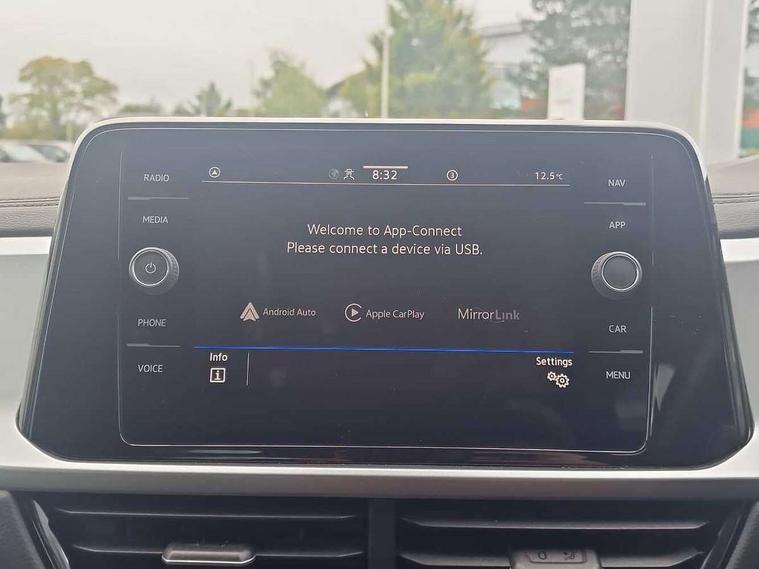 RADIO
MEDIA
PHONE
VOICE
8:32
3
12.5°C
Welcome to App-Connect
Please connect a device via USB.
Android Auto
Apple CarPlay
MirrorLink
Info
i
Settings
NAV
APP
CAR
MENU